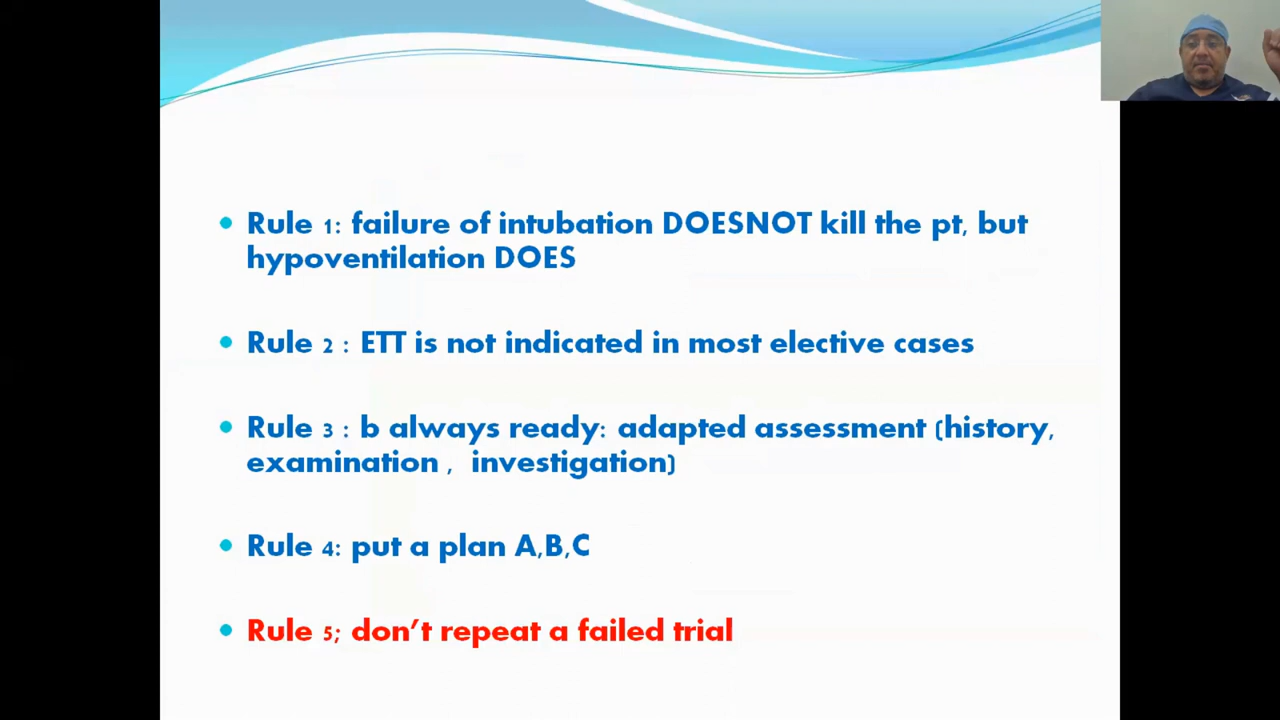 Rule 1: failure of intubation DOESNOT kill the pt, but
hypoventilation DOES
Rule 2 : ETT is not indicated in most elective cases
Rule 3 : b always ready: adapted assessment (history,
examination , investigation)
Rule 4: put a plan A,B,C
Rule 5; don't repeat a failed trial